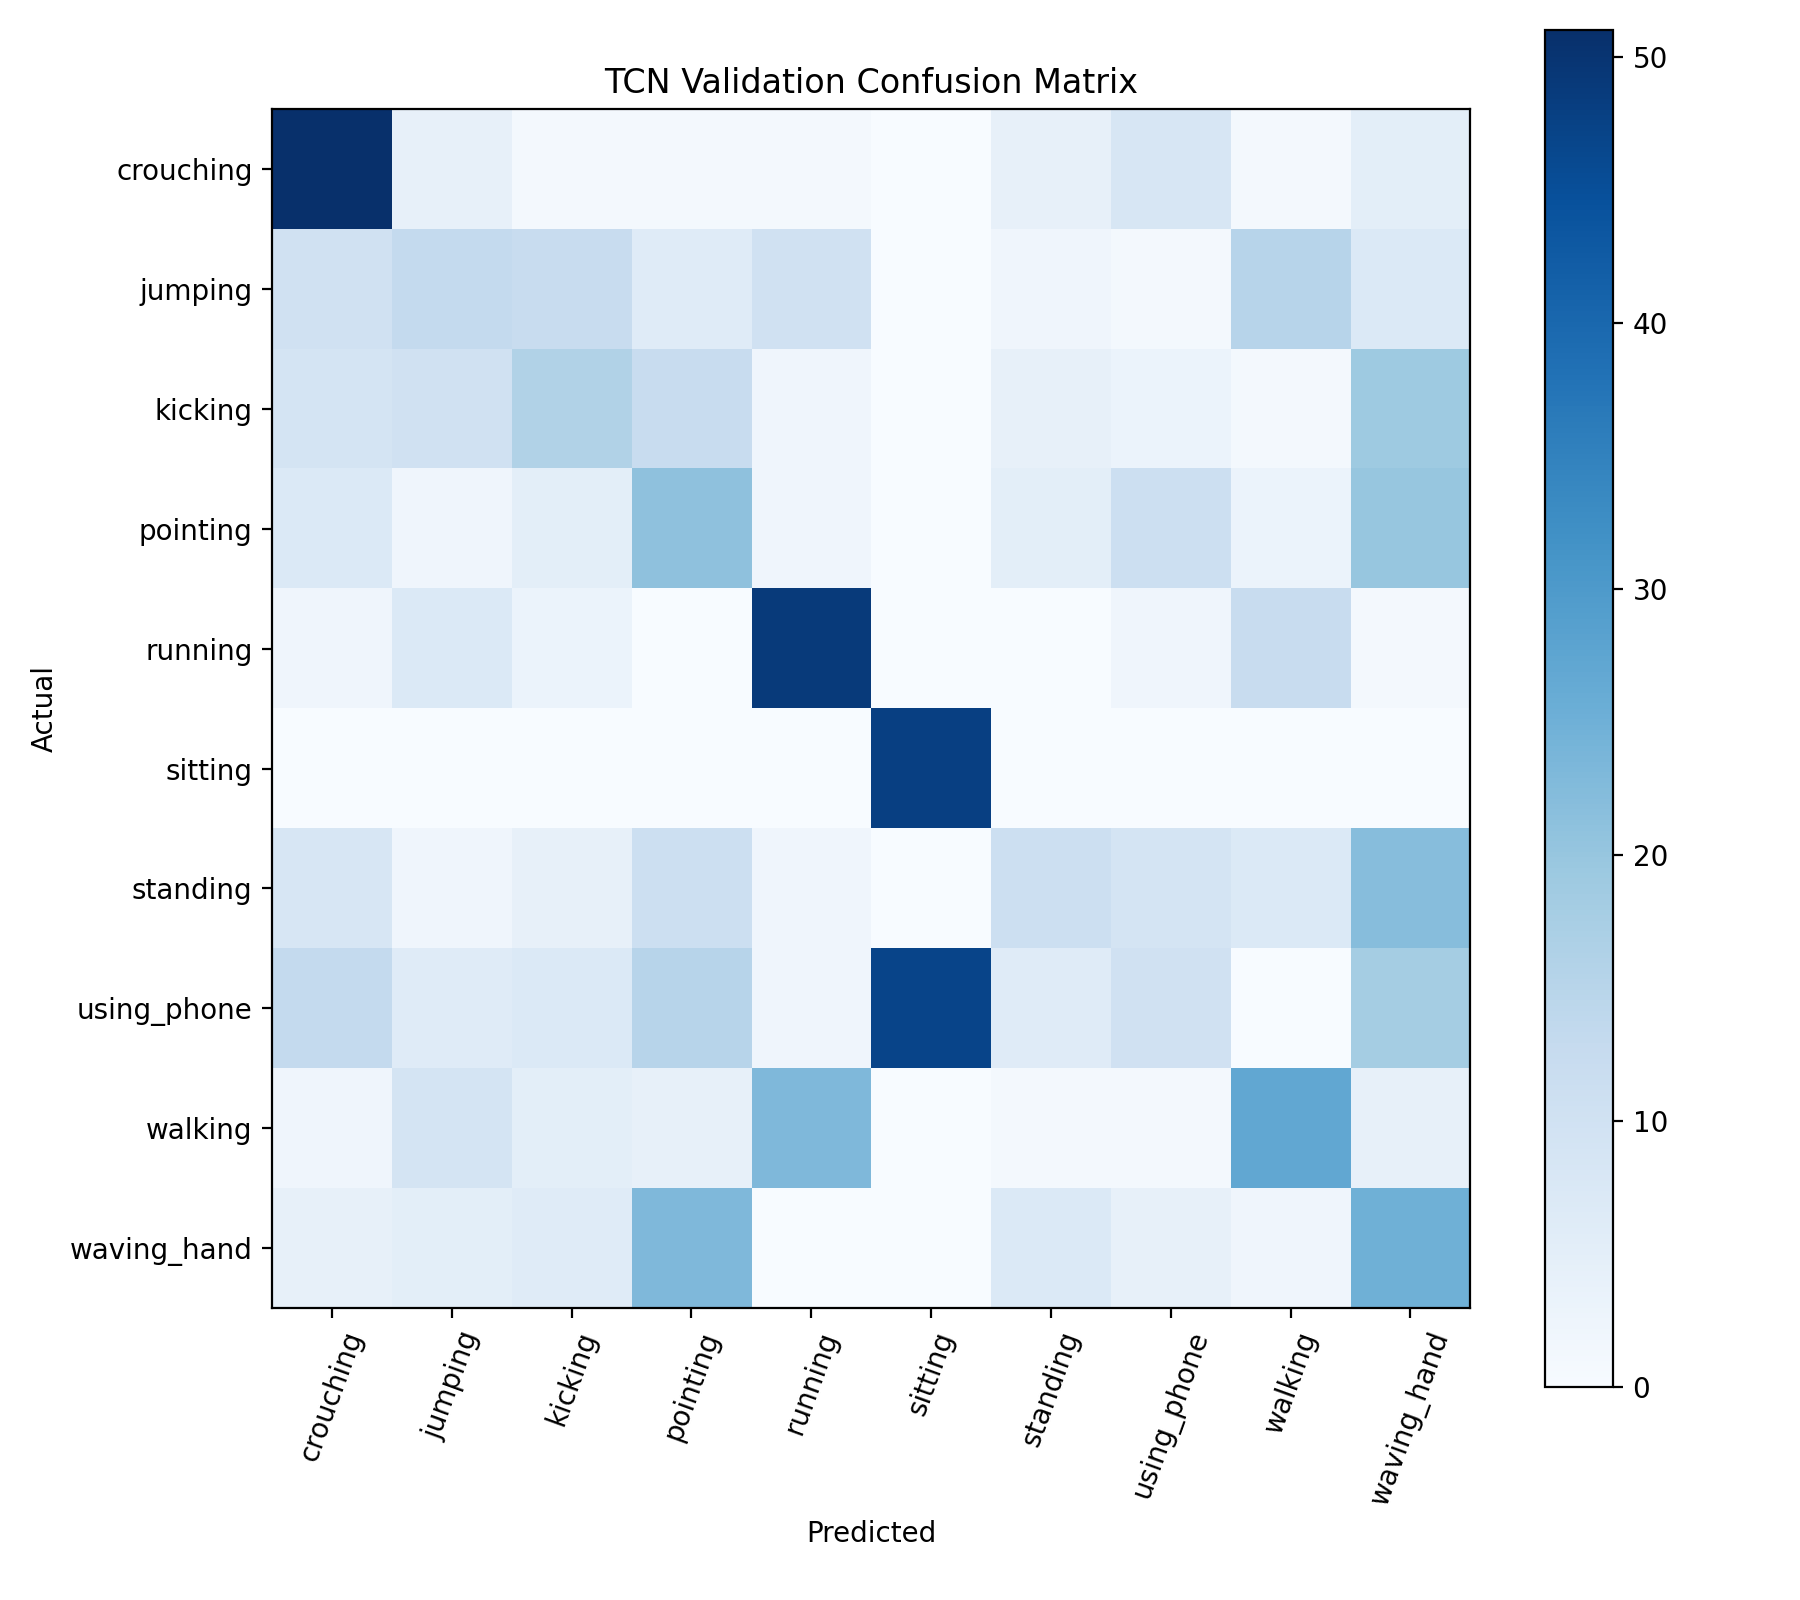 TCN Validation Confusion Matrix
crouching
jumping
kicking
pointing
running
sitting
standing
using_phone
walking
waving_hand
Actual
crouching
jumping
kicking
pointing
running
sitting
standing
using_phone
walking
waving_hand
Predicted
50
40
30
20
10
0